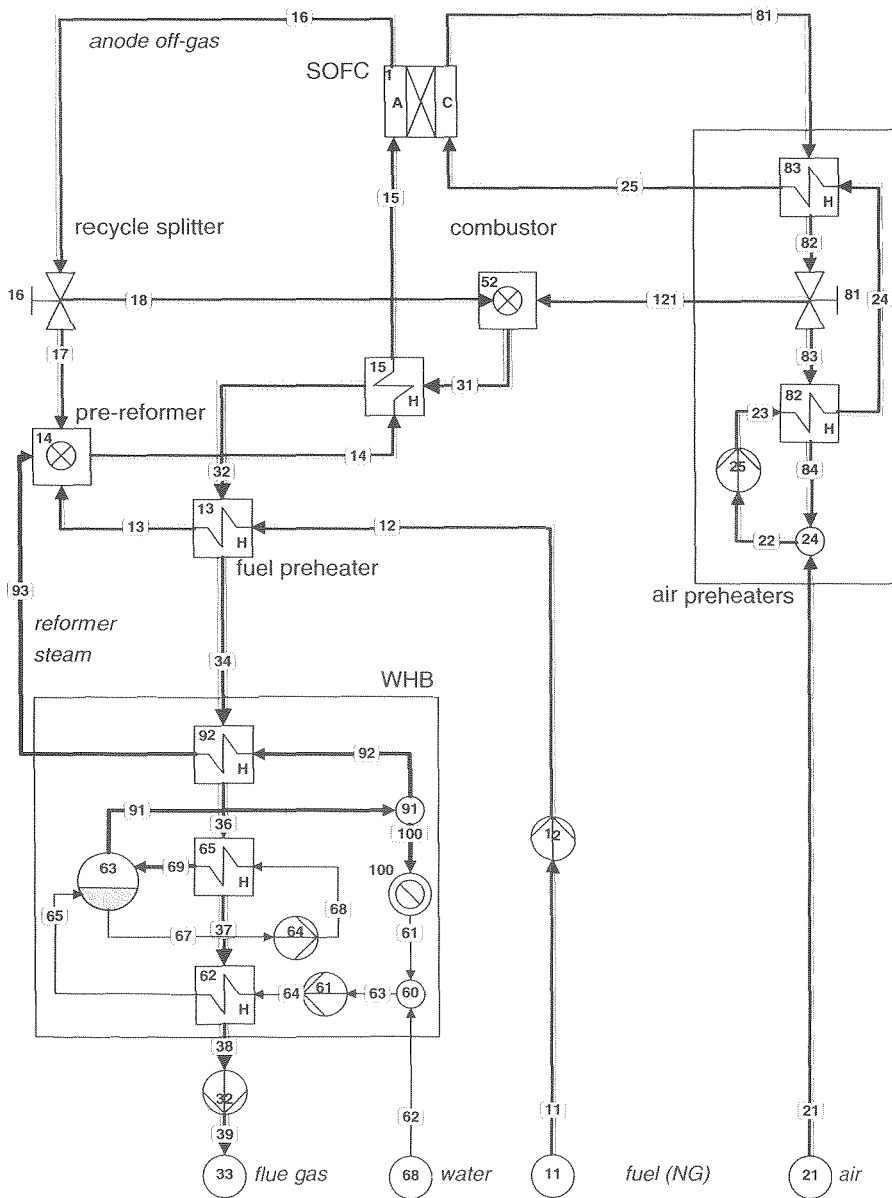 16
81
anode off-gas
SOFC
1
A
C
83
H
25
15
recycle splitter
combustor
82
52
16
18
121
81
24
17
83
15
H
31
82
H
pre-reformer
23
14
14
32
25
84
13
H
13
12
22
24
fuel preheater
93
air preheaters
reformer
steam
34
WHB
92
H
92
91
91
36
100
12
65
H
63
69
100
65
68
67
37
64
61
62
H
64
61
63
60
38
32
62
11
21
39
33
flue gas
68
water
11
fuel (NG)
21
air